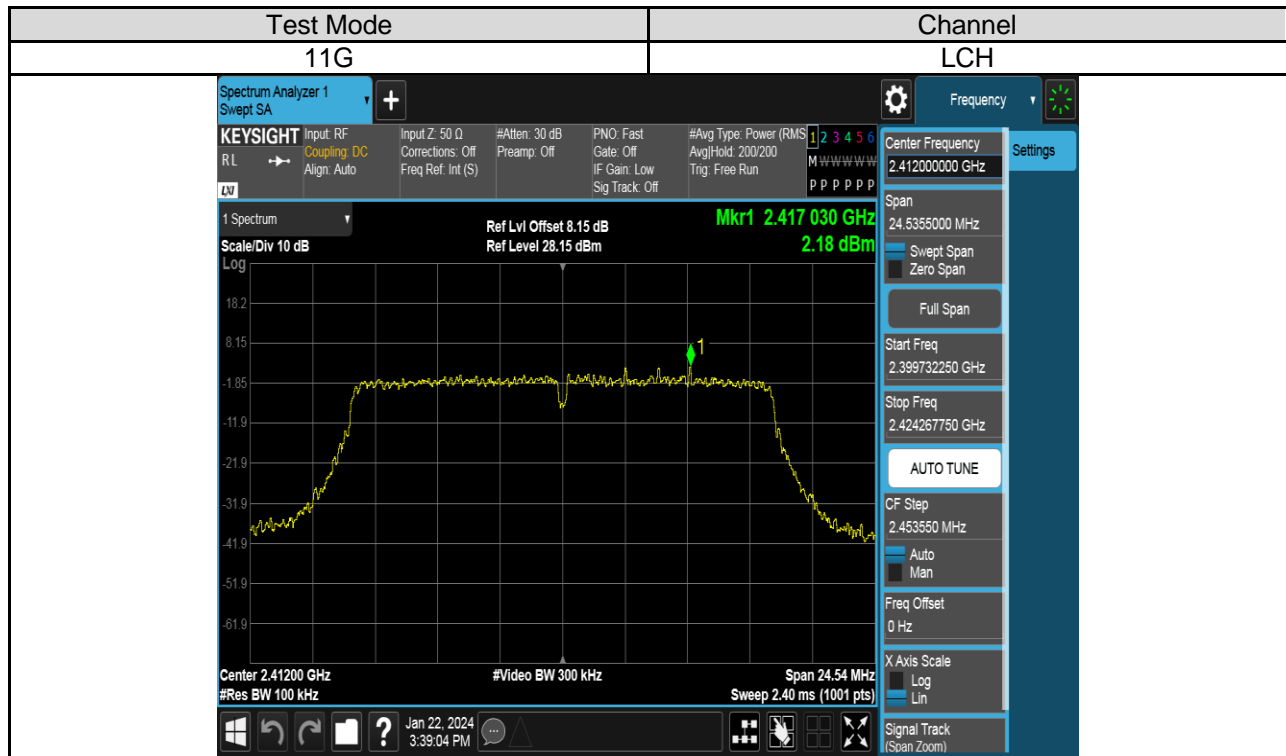 Test Mode Channel
11G LCH
Spectrum Analyzer 1
Swept SA
+
Frequency
KEYSIGHT
RL
LXI
Input: RF
Coupling: DC
Align: Auto
Input Z: 50 Ω
Corrections: Off
Freq Ref: Int (S)
#Atten: 30 dB
Preamp: Off
PNO: Fast
Gate: Off
IF Gain: Low
Sig Track: Off
#Avg Type: Power (RMS
Avg|Hold: 200/200
Trig: Free Run
1 2 3 4 5 6
M W W W W W
P P P P P P
1 Spectrum
Scale/Div 10 dB
Ref Lvl Offset 8.15 dB
Ref Level 28.15 dBm
Mkr1 2.417 030 GHz
2.18 dBm
Log
18.2
8.15
-1.85
-11.9
-21.9
-31.9
-41.9
-51.9
-61.9
1
Center 2.41200 GHz
#Res BW 100 kHz
#Video BW 300 kHz
Span 24.54 MHz
Sweep 2.40 ms (1001 pts)
?
Jan 22, 2024
3:39:04 PM
Center Frequency
2.412000000 GHz
Settings
Span
24.5355000 MHz
Swept Span
Zero Span
Full Span
Start Freq
2.399732250 GHz
Stop Freq
2.424267750 GHz
AUTO TUNE
CF Step
2.453550 MHz
Auto
Man
Freq Offset
0 Hz
X Axis Scale
Log
Lin
Signal Track
(Span Zoom)